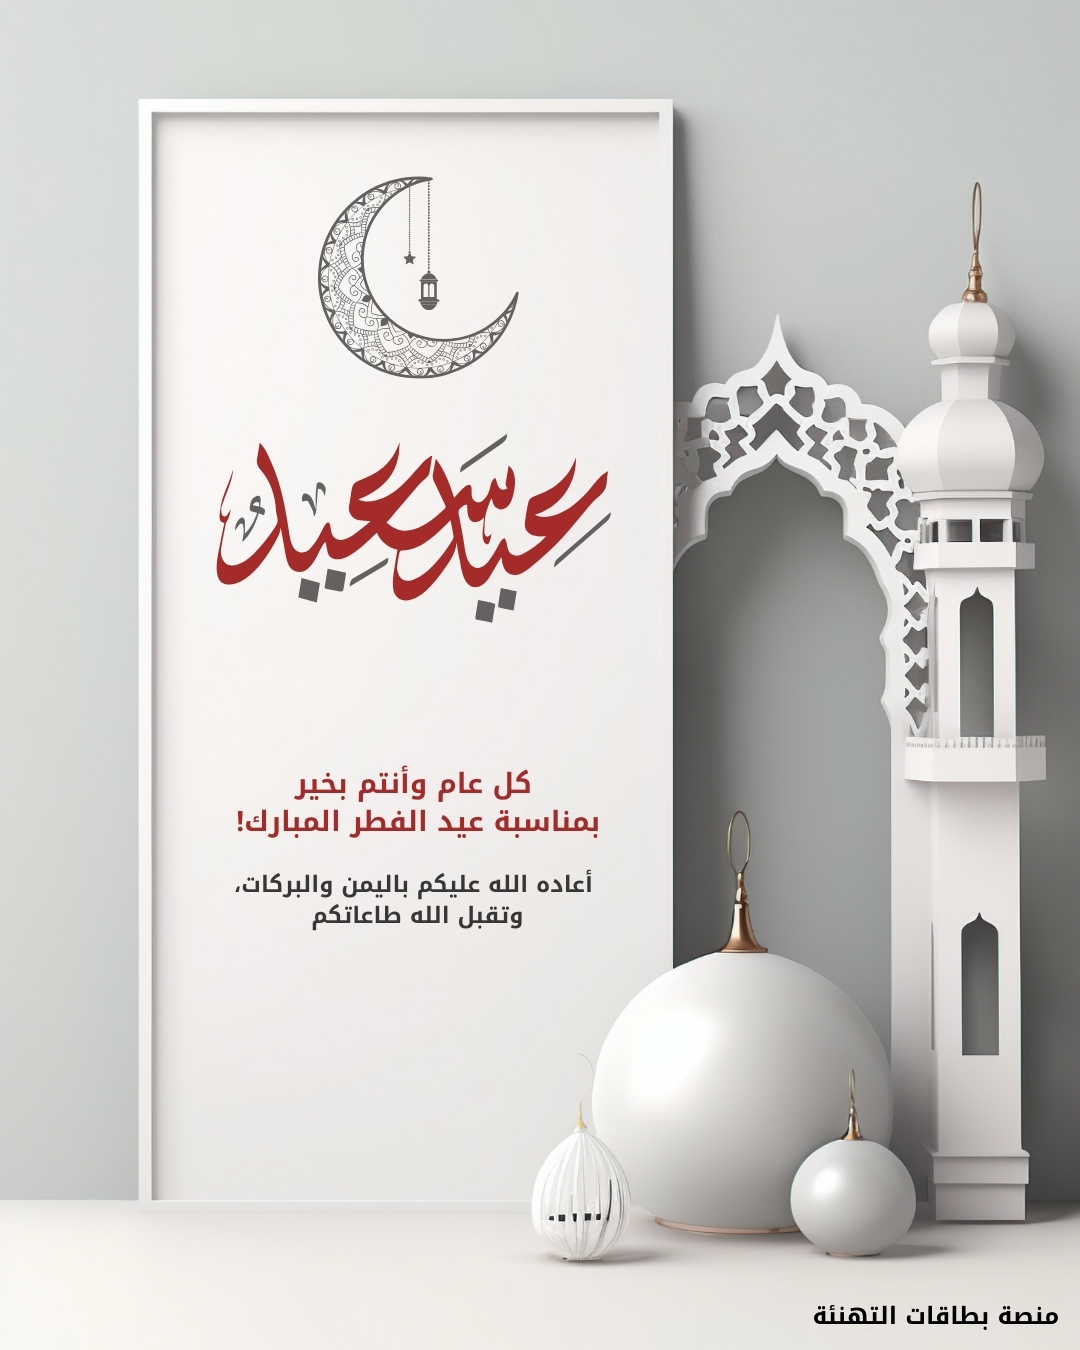 عيد سعيد
كل عام وأنتم بخير
بمناسبة عيد الفطر المبارك!
أعاده الله عليكم باليمن والبركات،
وتقبل الله طاعاتكم
منصة بطاقات التهنئة